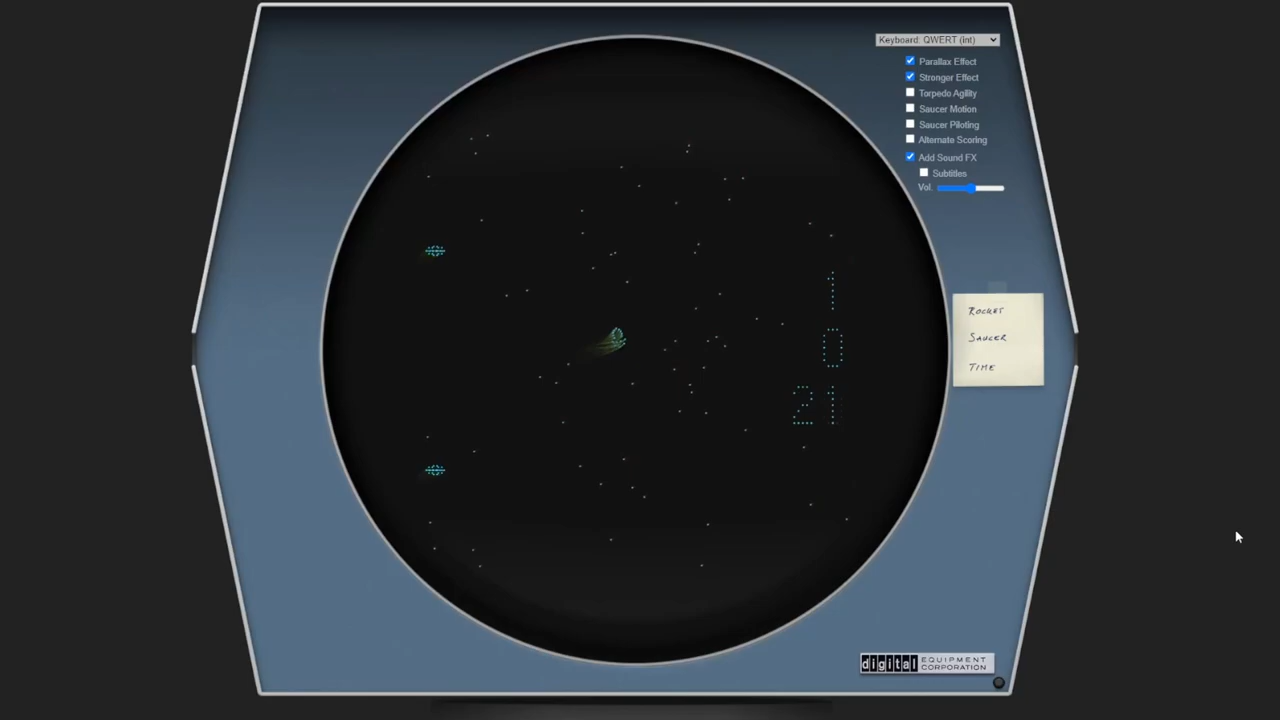 Keyboard: QWERT (int)
Parallax Effect
Stronger Effect
Torpedo Agility
Saucer Motion
Saucer Piloting
Alternate Scoring
Add Sound FX
Subtitles
Vol.
1
0
21
ROCKET
SAUCER
TIME
digital EQUIPMENT
CORPORATION